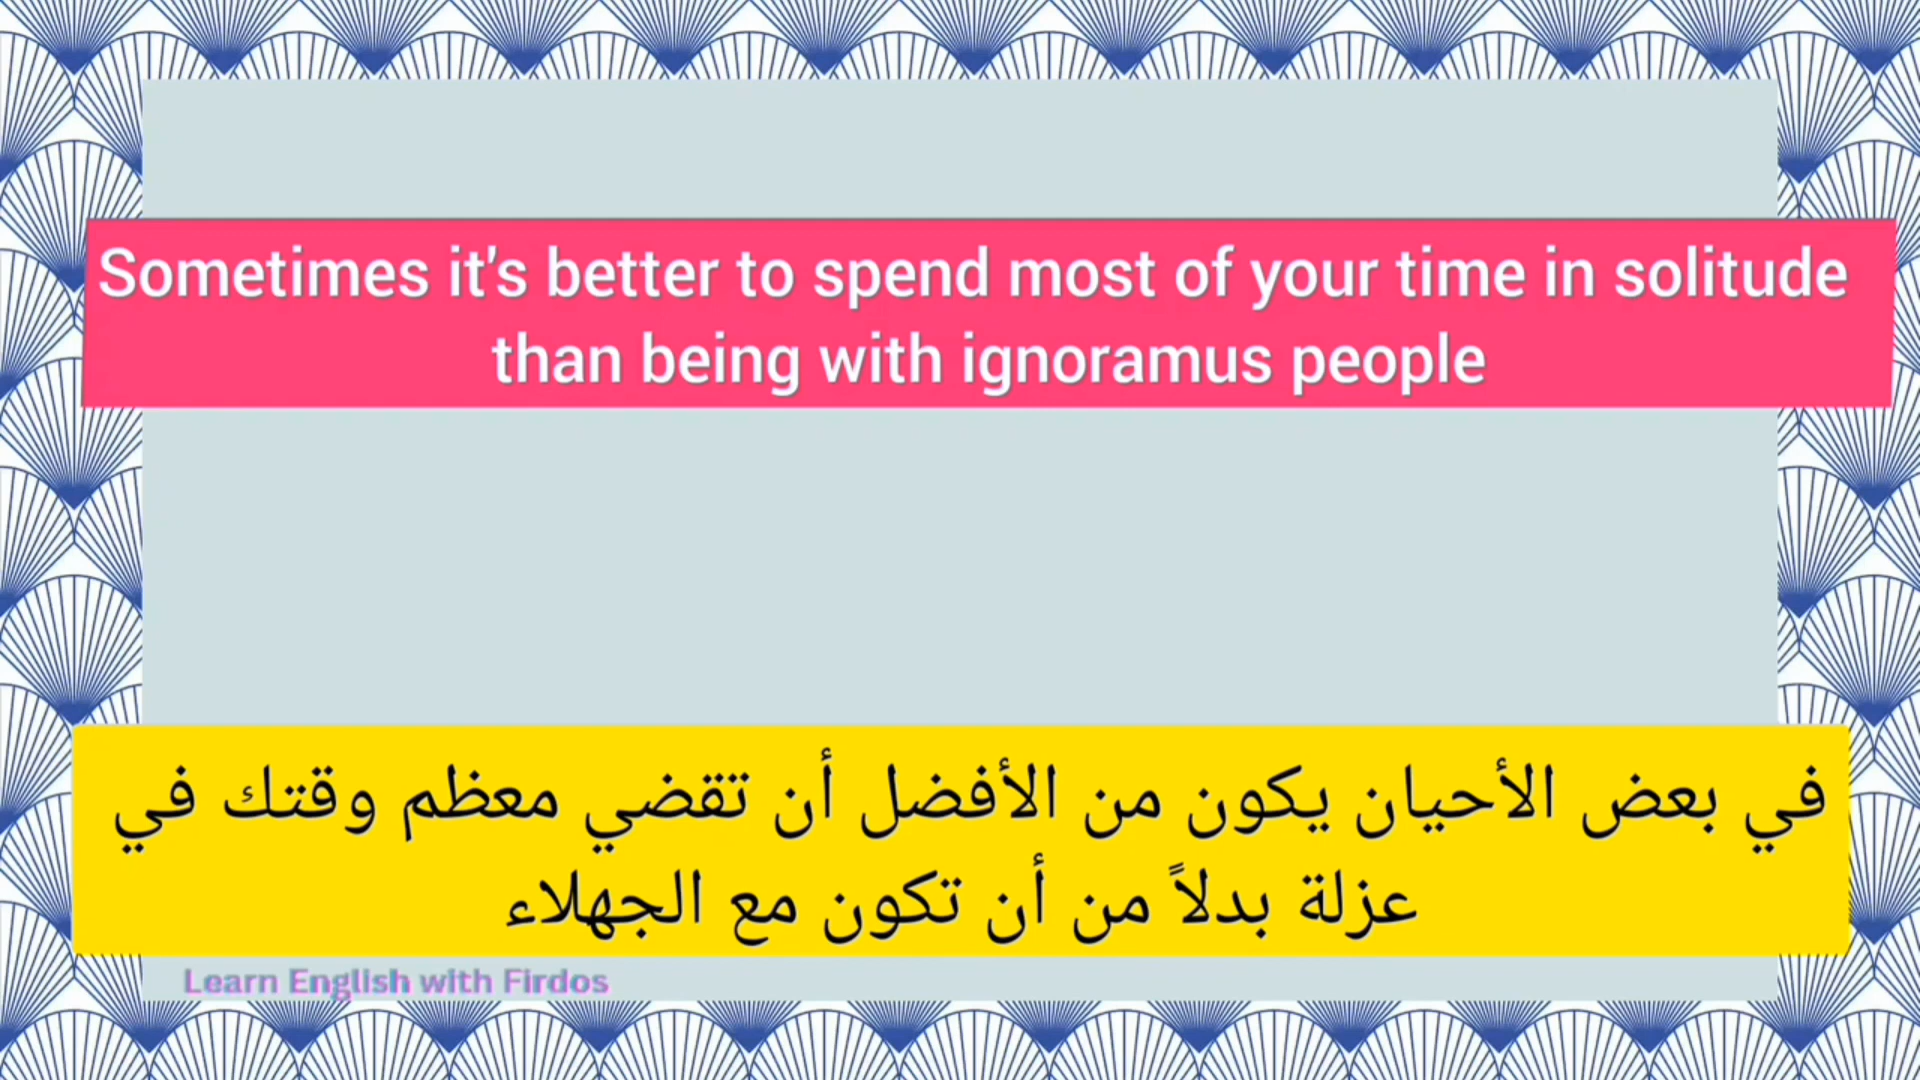 Sometimes it's better to spend most of your time in solitude
than being with ignoramus people
في بعض الأحيان يكون من الأفضل أن تقضي معظم وقتك في
عزلة بدلاً من أن تكون مع الجهلاء
Learn English with Firdos